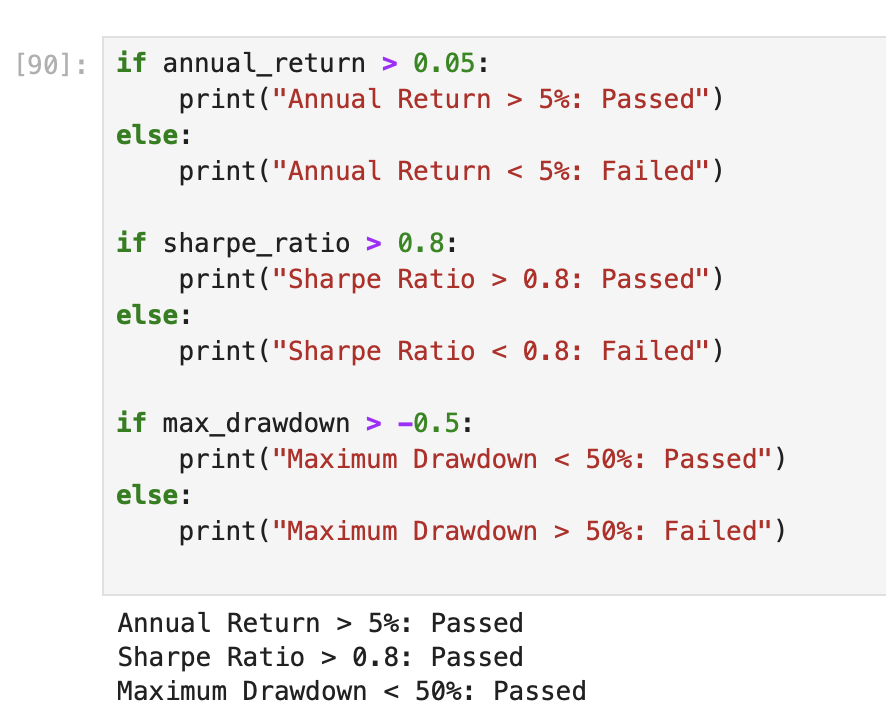 [90]:
if annual_return > 0.05:
    print("Annual Return > 5%: Passed")
else:
    print("Annual Return < 5%: Failed")

if sharpe_ratio > 0.8:
    print("Sharpe Ratio > 0.8: Passed")
else:
    print("Sharpe Ratio < 0.8: Failed")

if max_drawdown > -0.5:
    print("Maximum Drawdown < 50%: Passed")
else:
    print("Maximum Drawdown > 50%: Failed")

Annual Return > 5%: Passed
Sharpe Ratio > 0.8: Passed
Maximum Drawdown < 50%: Passed